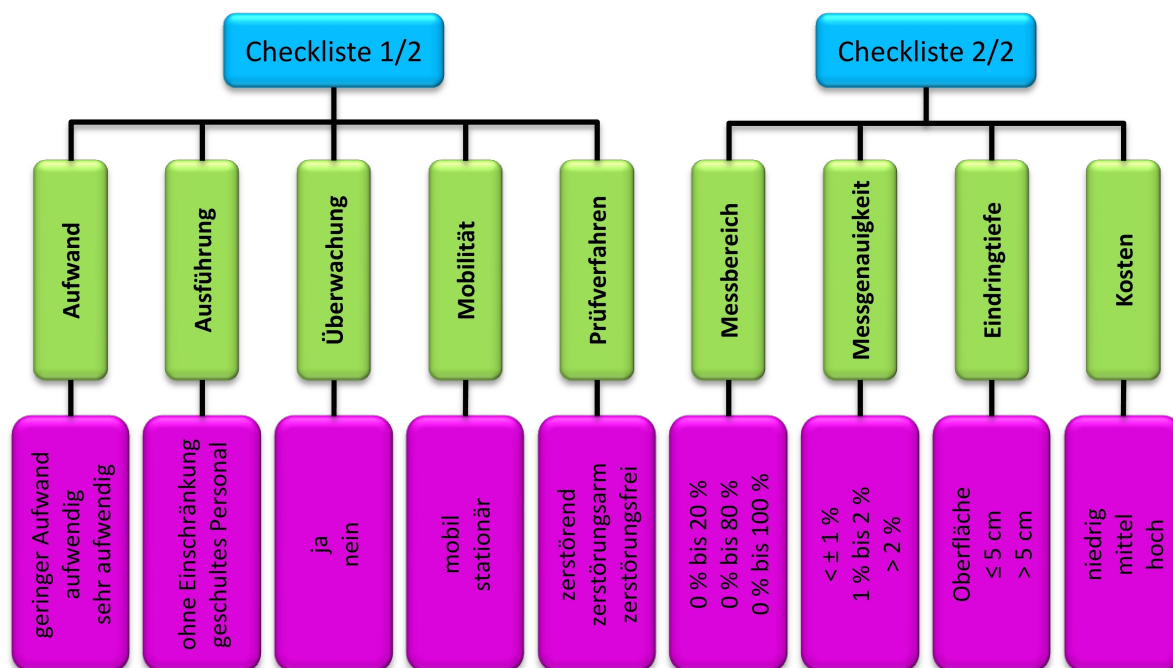 Checkliste 1/2
Checkliste 2/2
Aufwand
Ausführung
Überwachung
Mobilität
Prüfverfahren
Messbereich
Messgenauigkeit
Eindringtiefe
Kosten
geringer Aufwand
aufwendig
sehr aufwendig
ohne Einschränkung
geschultes Personal
ja
nein
mobil
stationär
zerstörend
zerstörungsarm
zerstörungsfrei
0 % bis 20 %
0 % bis 80 %
0 % bis 100 %
< ± 1 %
1 % bis 2 %
> 2 %
Oberfläche
≤ 5 cm
> 5 cm
niedrig
mittel
hoch